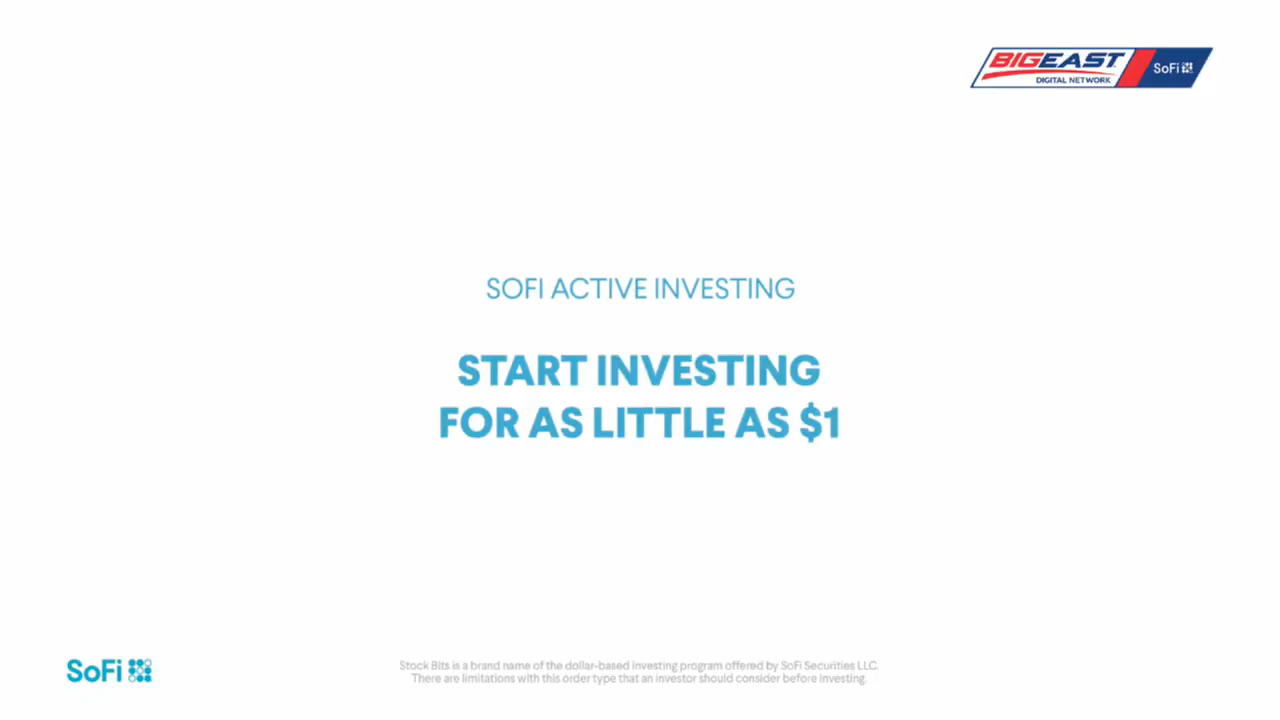 BIGEAST
DIGITAL NETWORK
SoFi
SOFI ACTIVE INVESTING
START INVESTING
FOR AS LITTLE AS $1
SoFi
Stock Bits is a brand name of the dollar-based investing program offered by SoFi Securities LLC.
There are limitations with this order type that an investor should consider before investing.